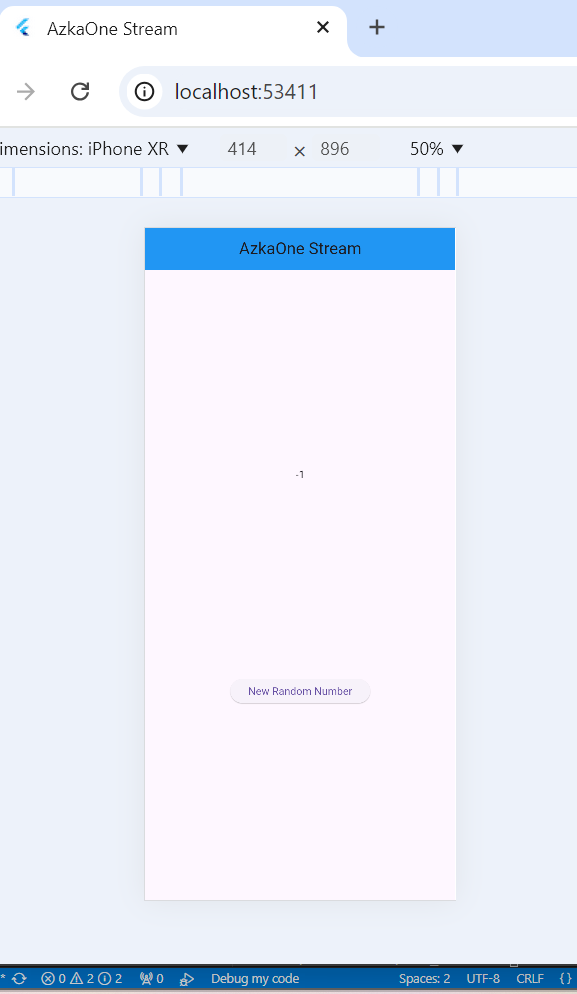 AzkaOne Stream
localhost:53411
imensions: iPhone XR 414 × 896 50%
AzkaOne Stream
-1
New Random Number
* 0 2 2 0 Debug my code Spaces: 2 UTF-8 CRLF { }